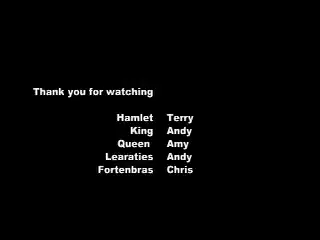 Thank you for watching
Hamlet Terry
King Andy
Queen Amy
Learaties Andy
Fortenbras Chris